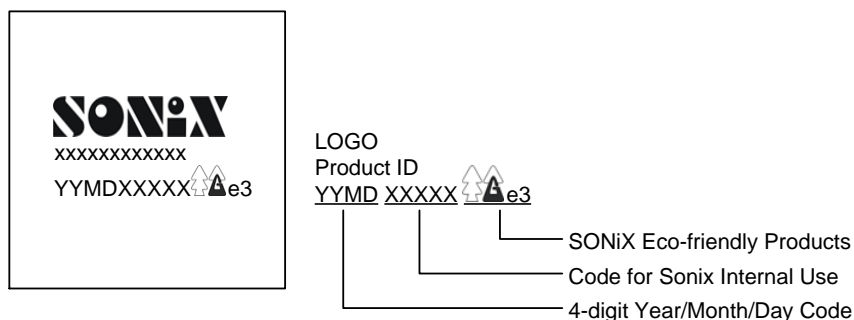 SONiX
xxxxxxxxxxxx
YYMDXXXXX G e3
LOGO
Product ID
YYMD XXXXX G e3
SONiX Eco-friendly Products
Code for Sonix Internal Use
4-digit Year/Month/Day Code